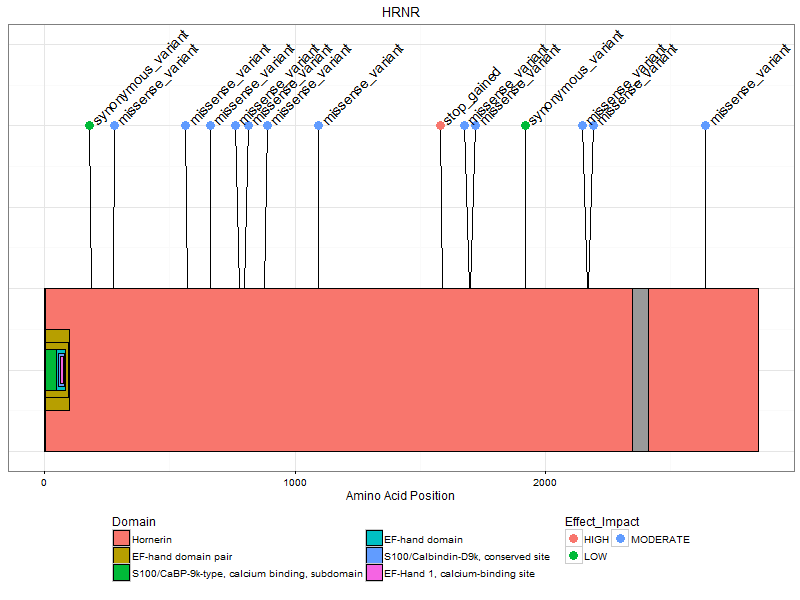 HRNR
synonymous_variant
missense_variant
missense_variant
missense_variant
missense_variant
missense_variant
missense_variant
missense_variant
stop_gained
missense_variant
missense_variant
synonymous_variant
missense_variant
missense_variant
missense_variant
0
1000
2000
Amino Acid Position
Domain
Hornerin
EF-hand domain pair
S100/CaBP-9k-type, calcium binding, subdomain
EF-hand domain
S100/Calbindin-D9k, conserved site
EF-Hand 1, calcium-binding site
Effect_Impact
HIGH
MODERATE
LOW